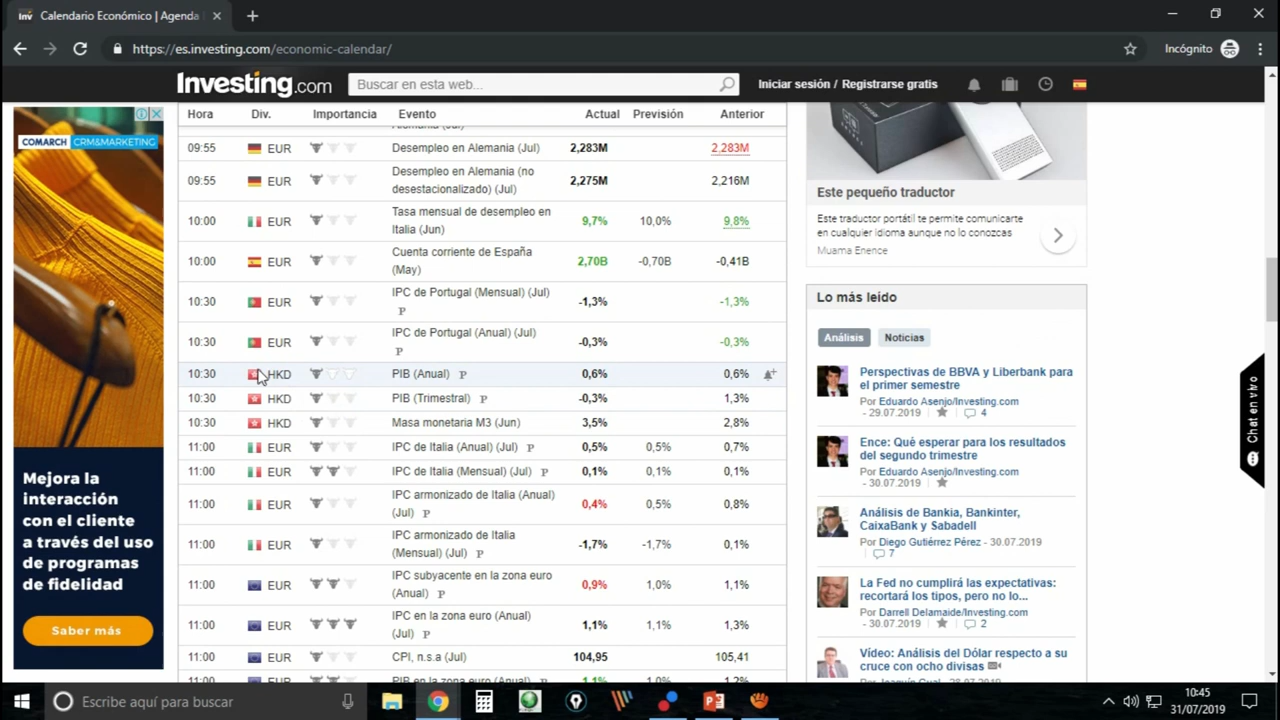 Calendario Económico | Agenda
https://es.investing.com/economic-calendar/
Incógnito
Investing.com
Buscar en esta web...
Iniciar sesión / Registrarse gratis
Hora Div. Importancia Evento Actual Previsión Anterior
Alemania (Jul)
09:55 EUR Desempleo en Alemania (Jul) 2,283M 2,283M
09:55 EUR Desempleo en Alemania (no
desestacionalizado) (Jul) 2,275M 2,216M
10:00 EUR Tasa mensual de desempleo en
Italia (Jun) 9,7% 10,0% 9,8%
10:00 EUR Cuenta corriente de España
(May) 2,70B -0,70B -0,41B
10:30 EUR IPC de Portugal (Mensual) (Jul)
P -1,3% -1,3%
10:30 EUR IPC de Portugal (Anual) (Jul)
P -0,3% -0,3%
10:30 HKD PIB (Anual) P 0,6% 0,6%
10:30 HKD PIB (Trimestral) P -0,3% 1,3%
10:30 HKD Masa monetaria M3 (Jun) 3,5% 2,8%
11:00 EUR IPC de Italia (Anual) (Jul) P 0,5% 0,5% 0,7%
11:00 EUR IPC de Italia (Mensual) (Jul) P 0,1% 0,1% 0,1%
11:00 EUR IPC armonizado de Italia (Anual)
(Jul) P 0,4% 0,5% 0,8%
11:00 EUR IPC armonizado de Italia
(Mensual) (Jul) P -1,7% -1,7% 0,1%
11:00 EUR IPC subyacente en la zona euro
(Anual) P 0,9% 1,0% 1,1%
11:00 EUR IPC en la zona euro (Anual)
(Jul) P 1,1% 1,1% 1,3%
11:00 EUR CPI, n.s.a (Jul) 104,95 105,41
11:00 EUR PIB en la zona euro (Anual) P 1,1% 1,0% 1,2%
COMARCH CRM&MARKETING
Mejora la
interacción
con el cliente
a través del uso
de programas
de fidelidad
Saber más
Este pequeño traductor
Este traductor portátil te permite comunicarte
en cualquier idioma aunque no lo conozcas
Muama Enence
Lo más leído
Análisis Noticias
Perspectivas de BBVA y Liberbank para
el primer semestre
Por Eduardo Asenjo/Investing.com
- 29.07.2019 4
Ence: Qué esperar para los resultados
del segundo trimestre
Por Eduardo Asenjo/Investing.com
- 30.07.2019
Análisis de Bankia, Bankinter,
CaixaBank y Sabadell
Por Diego Gutiérrez Pérez - 30.07.2019
7
La Fed no cumplirá las expectativas:
recortará los tipos, pero no lo...
Por Darrell Delamaide/Investing.com
- 30.07.2019 2
Vídeo: Análisis del Dólar respecto a su
cruce con ocho divisas
Chat en vivo
Escribe aquí para buscar
10:45
31/07/2019